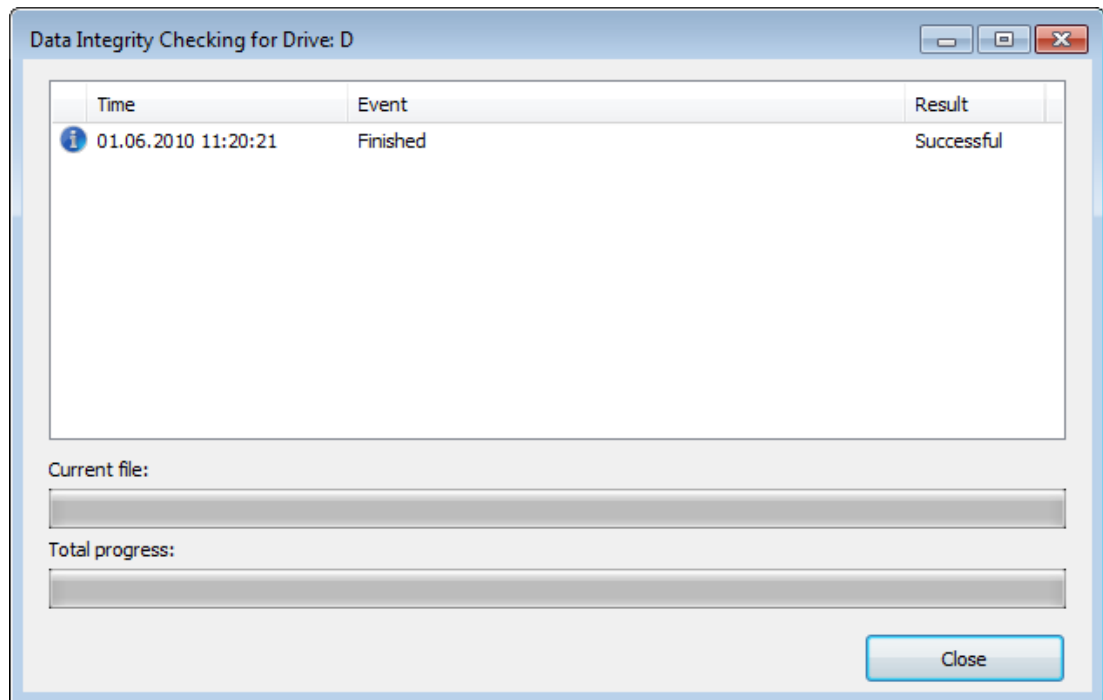 Data Integrity Checking for Drive: D
Time Event Result
01.06.2010 11:20:21 Finished Successful
Current file:
Total progress:
Close